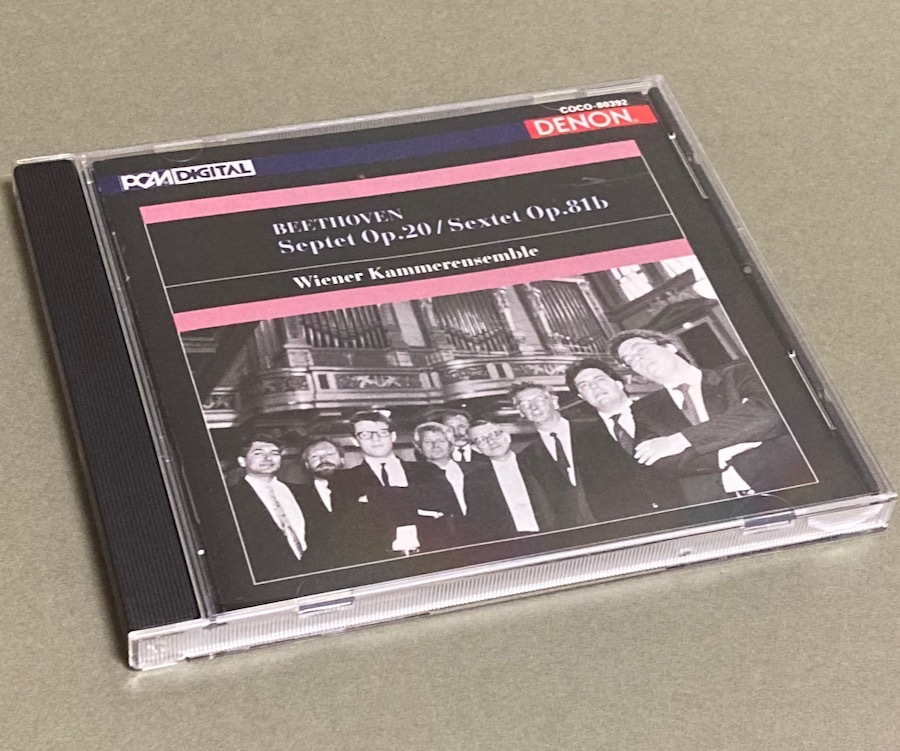 COCO-80392
DENON
PCM DIGITAL
BEETHOVEN
Septet Op.20 / Sextet Op.81b
Wiener Kammerensemble